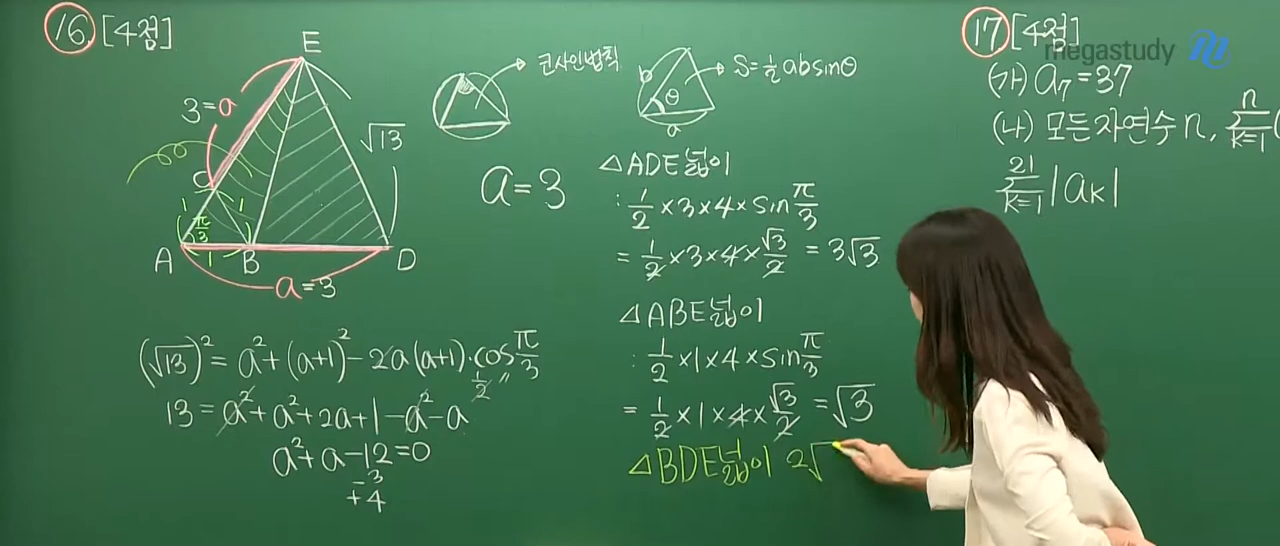 16 [4점]
E
3=a
√13
C
1 1
π/3
A 1 B D
a=3
코사인법칙
b θ a
S=½absinθ
a=3
(√13)²=a²+(a+1)²-2a(a+1)·cos π/3
1/2
13=a²+a²+2a+1-a²-a
a²+a-12=0
-3
+4
△ADE넓이
: 1/2 ×3×4×sin π/3
= 1/2 ×3×4× √3/2 = 3√3
△ABE넓이
: 1/2 ×1×4×sin π/3
= 1/2 ×1×4× √3/2 = √3
△BDE넓이 2√
17 [4점]
megastudy
(가) a₇=37
(나) 모든자연수 n, n Σ k=1 (
21 Σ k=1 |aₖ|